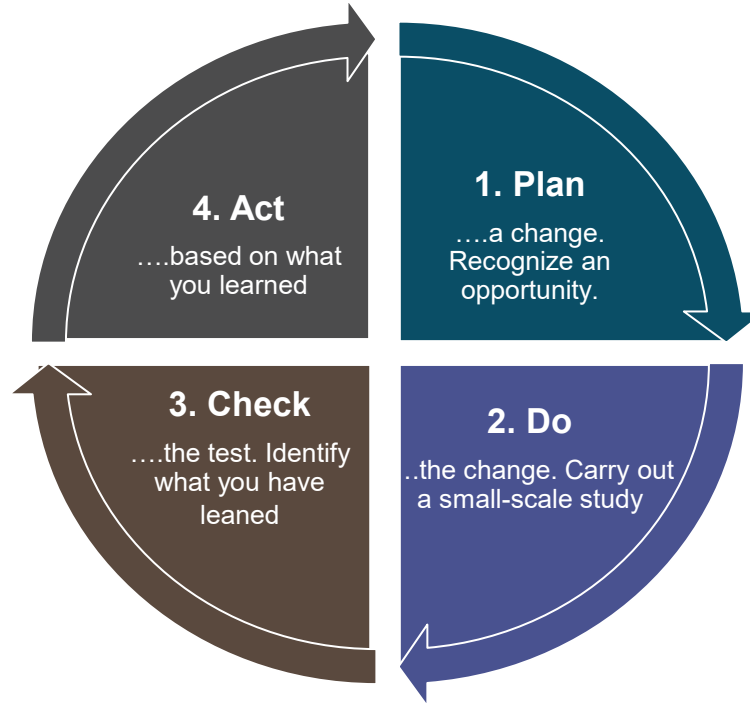 1. Plan
….a change.
Recognize an
opportunity.
2. Do
..the change. Carry out
a small-scale study
3. Check
….the test. Identify
what you have
leaned
4. Act
….based on what
you learned